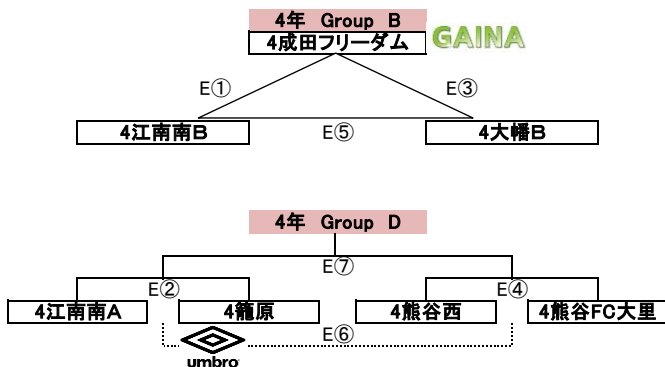 4年 Group B
4成田フリーダム GAINA
E① E③
4江南南B E⑤ 4大幡B
4年 Group D
E⑦
E② E④
4江南南A 4籠原 4熊谷西 4熊谷FC大里
E⑥
umbro